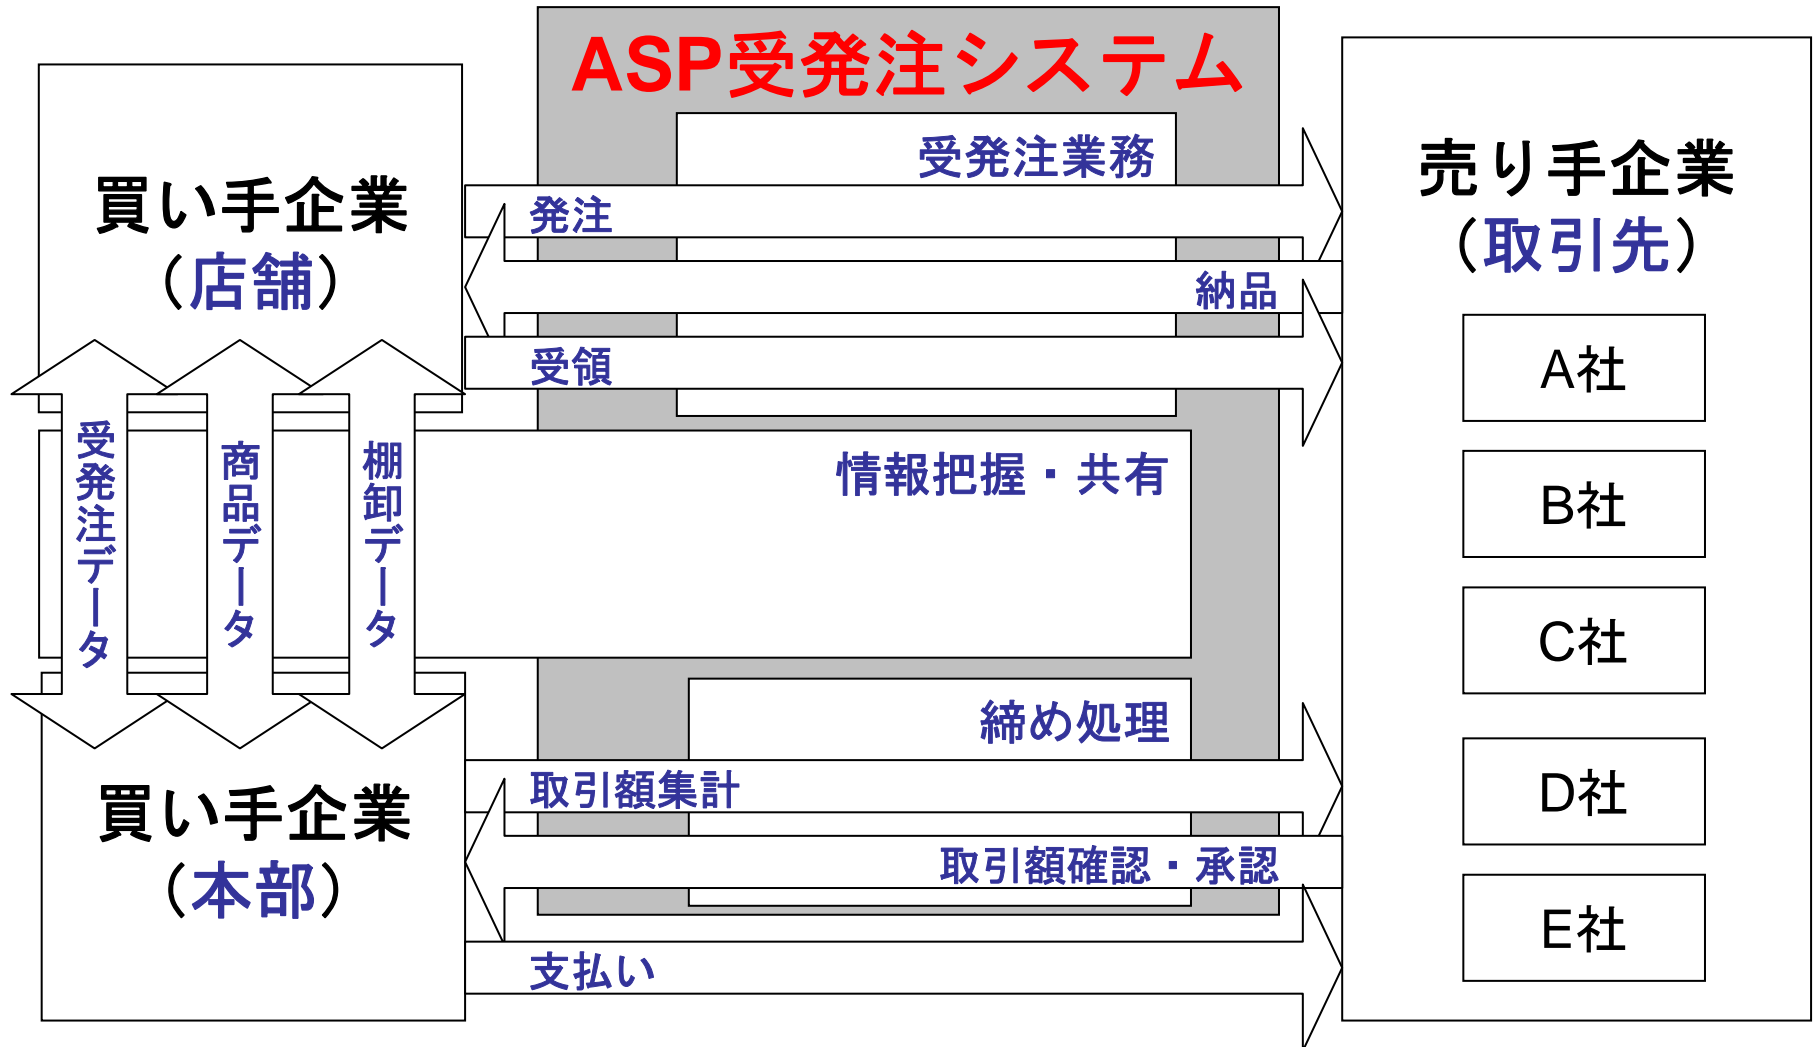 ASP受発注システム
買い手企業
（店舗）
受発注業務
発注
納品
受領
売り手企業
（取引先）
A社
B社
C社
D社
E社
受発注データ
商品データ
棚卸データ
情報把握・共有
買い手企業
（本部）
締め処理
取引額集計
取引額確認・承認
支払い